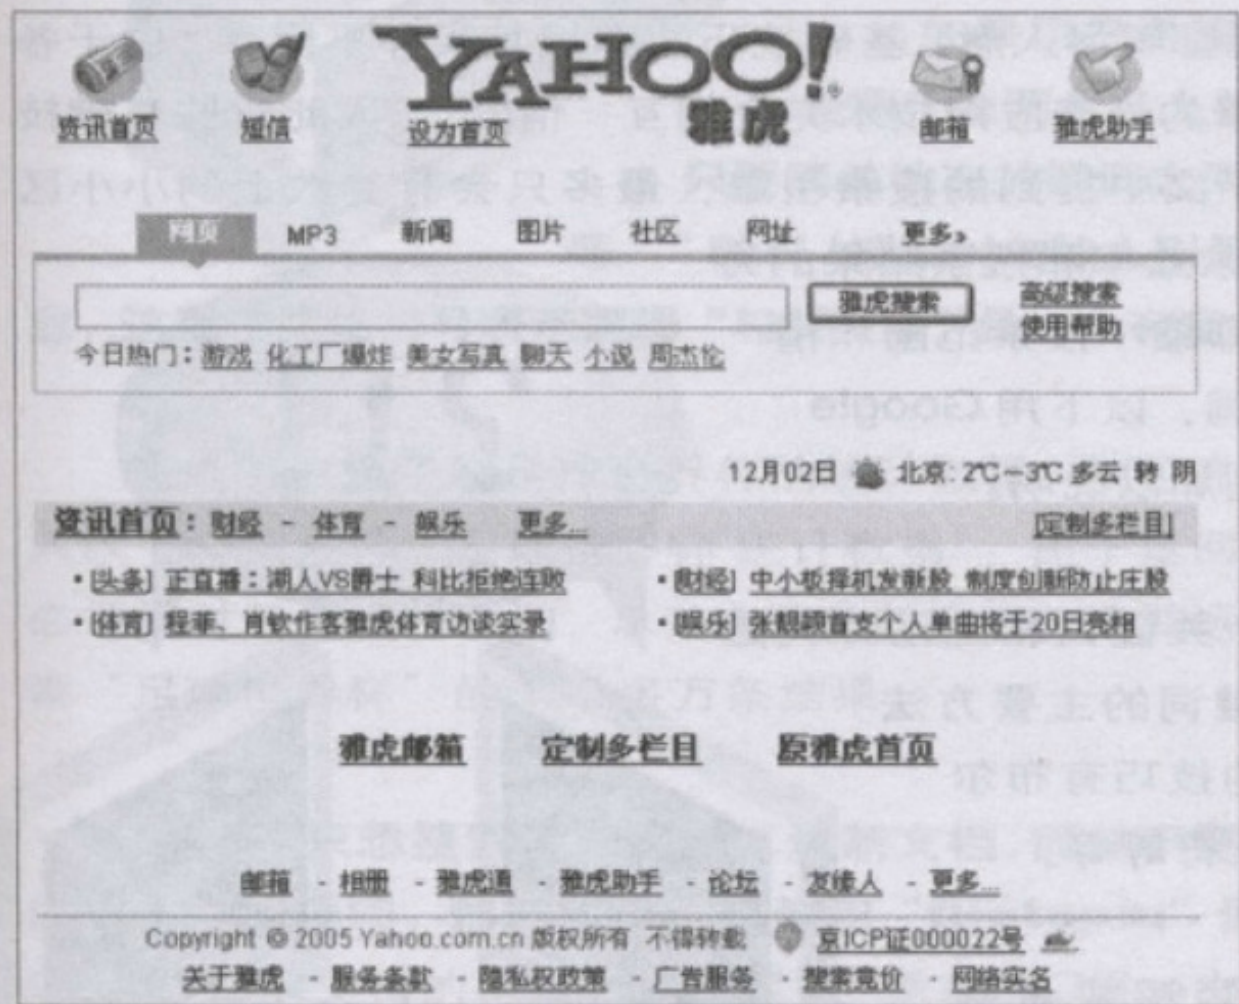 YAHOO!
雅虎
资讯首页 短信 设为首页 邮箱 雅虎助手
网页 MP3 新闻 图片 社区 网址 更多»
雅虎搜索 高级搜索
使用帮助
今日热门：游戏 化工厂爆炸 美女写真 聊天 小说 周杰伦
12月02日 北京: 2℃~-3℃ 多云 转 阴
资讯首页：财经 - 体育 - 娱乐 更多... [定制多栏目]
• [头条] 正直播：湖人VS爵士 科比拒绝连败 • [财经] 中小板择机发新股 制度创新防止庄股
• [体育] 程菲、肖钦作客雅虎体育访谈实录 • [娱乐] 张靓颖首支个人单曲将于20日亮相
雅虎邮箱 定制多栏目 原雅虎首页
邮箱 - 相册 - 雅虎通 - 雅虎助手 - 论坛 - 友缘人 - 更多...
Copyright © 2005 Yahoo.com.cn 版权所有 不得转载 京ICP证000022号
关于雅虎 - 服务条款 - 隐私权政策 - 广告服务 - 搜索竞价 - 网络实名